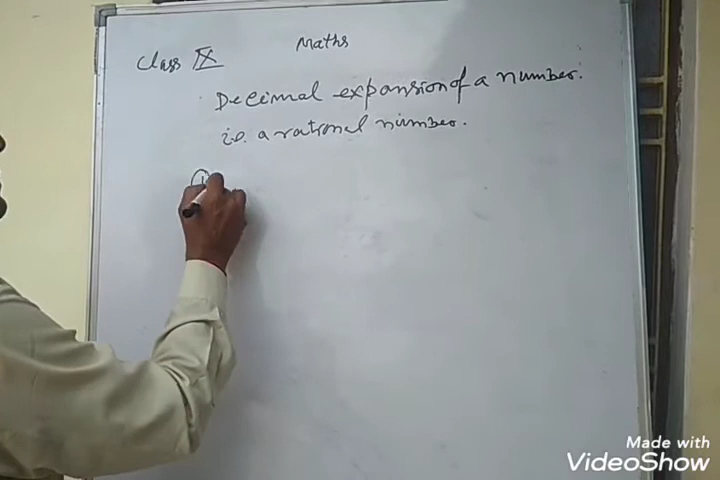 Maths
Class IX
Decimal expansion of a number.
i.e. a rational number.
Made with
VideoShow